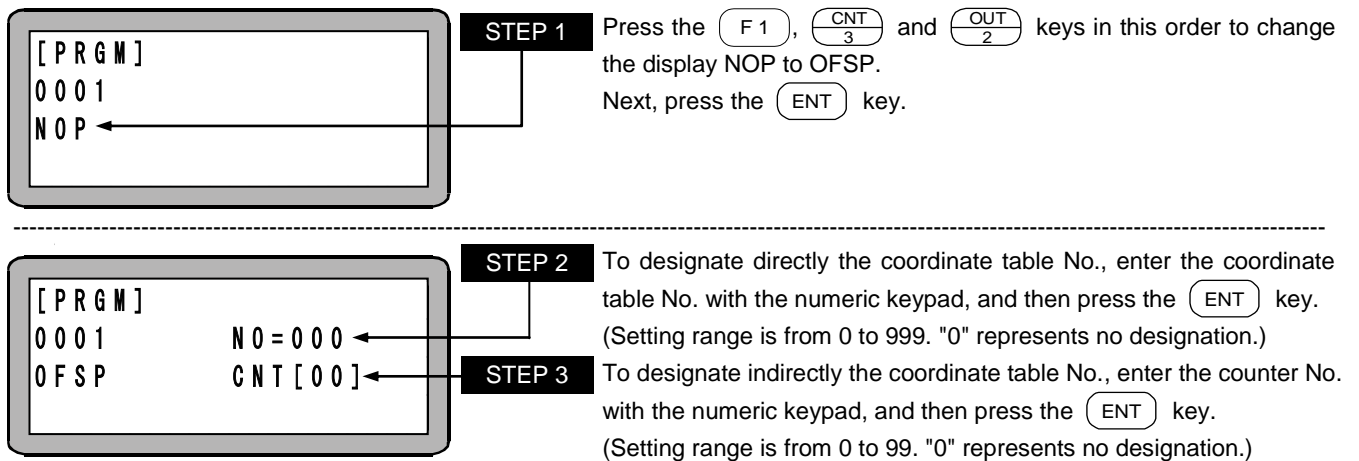 [PRGM]
0001
NOP
STEP 1
Press the F 1, CNT 3 and OUT 2 keys in this order to change
the display NOP to OFSP.
Next, press the ENT key.
[PRGM]
0001 NO=000
OFSP CNT[00]
STEP 2
To designate directly the coordinate table No., enter the coordinate
table No. with the numeric keypad, and then press the ENT key.
(Setting range is from 0 to 999. "0" represents no designation.)
STEP 3
To designate indirectly the coordinate table No., enter the counter No.
with the numeric keypad, and then press the ENT key.
(Setting range is from 0 to 99. "0" represents no designation.)